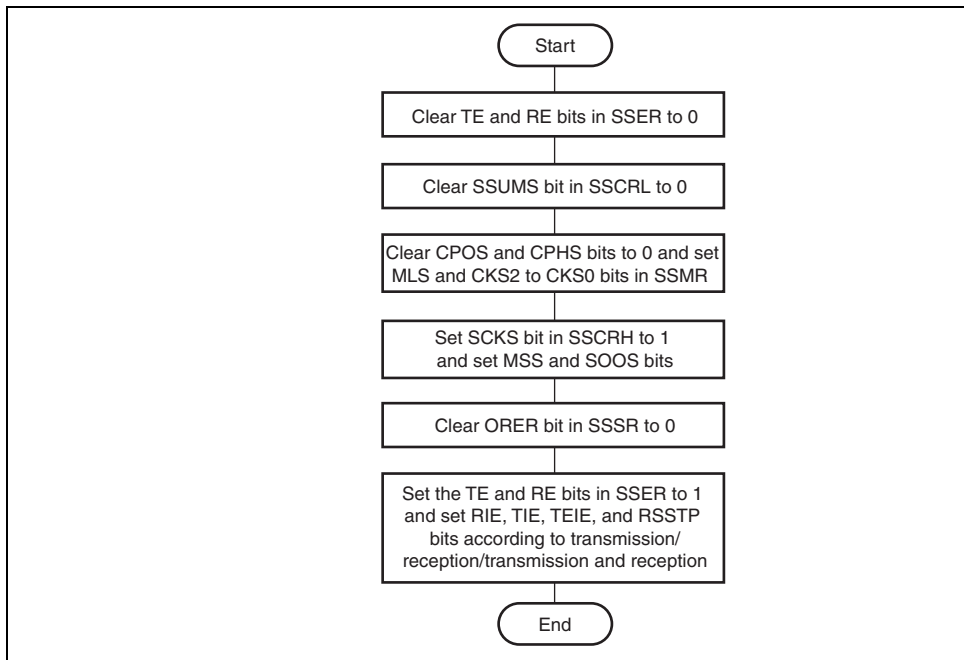 Start
Clear TE and RE bits in SSER to 0
Clear SSUMS bit in SSCRL to 0
Clear CPOS and CPHS bits to 0 and set
MLS and CKS2 to CKS0 bits in SSMR
Set SCKS bit in SSCRH to 1
and set MSS and SOOS bits
Clear ORER bit in SSSR to 0
Set the TE and RE bits in SSER to 1
and set RIE, TIE, TEIE, and RSSTP
bits according to transmission/
reception/transmission and reception
End